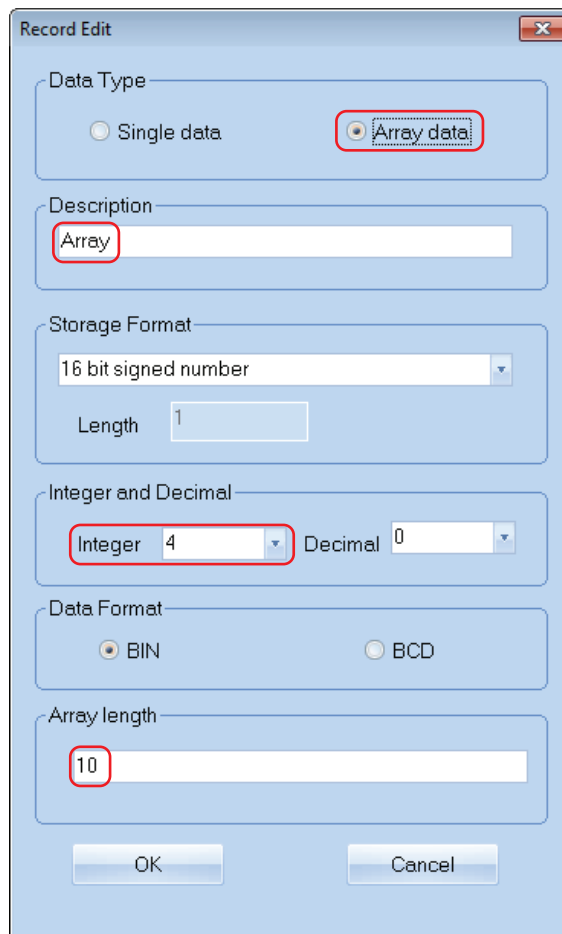 Record Edit
Data Type
Single data Array data
Description
Array
Storage Format
16 bit signed number
Length 1
Integer and Decimal
Integer 4 Decimal 0
Data Format
BIN BCD
Array length
10
OK Cancel